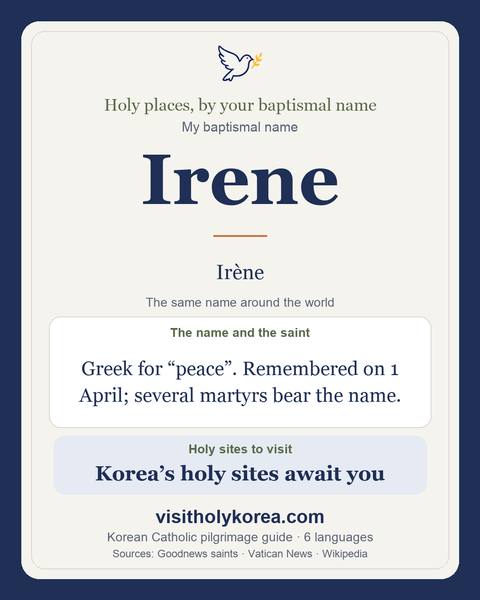 Holy places, by your baptismal name
My baptismal name
Irene
Irène
The same name around the world
The name and the saint
Greek for “peace”. Remembered on 1
April; several martyrs bear the name.
Holy sites to visit
Korea’s holy sites await you
visitholykorea.com
Korean Catholic pilgrimage guide · 6 languages
Sources: Goodnews saints · Vatican News · Wikipedia